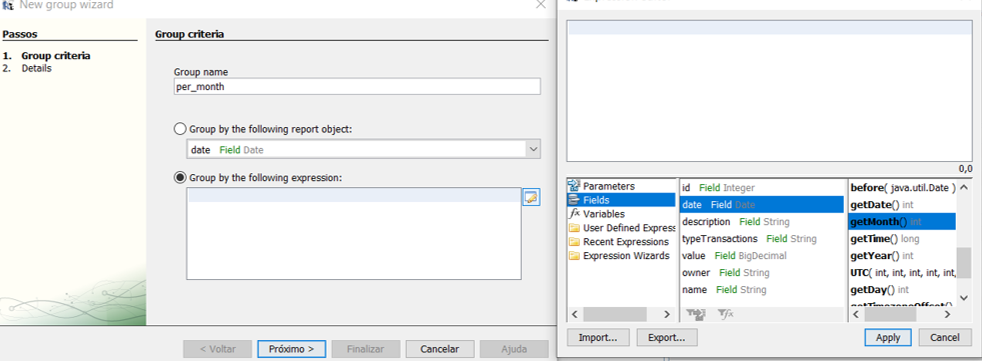 New group wizard
Passos
1. Group criteria
2. Details
Group criteria
Group name
per_month
Group by the following report object:
date Field Date
Group by the following expression:
< Voltar
Próximo >
Finalizar
Cancelar
Ajuda
0,0
Parameters
Fields
Variables
User Defined Express
Recent Expressions
Expression Wizards
id Field Integer
date Field Date
description Field String
typeTransactions Field String
value Field BigDecimal
owner Field String
name Field String
before( java.util.Date )
getDate() int
getMonth() int
getTime() long
getYear() int
UTC( int, int, int, int, int,
getDay() int
getTimezoneOffset()
Import...
Export...
Apply
Cancel